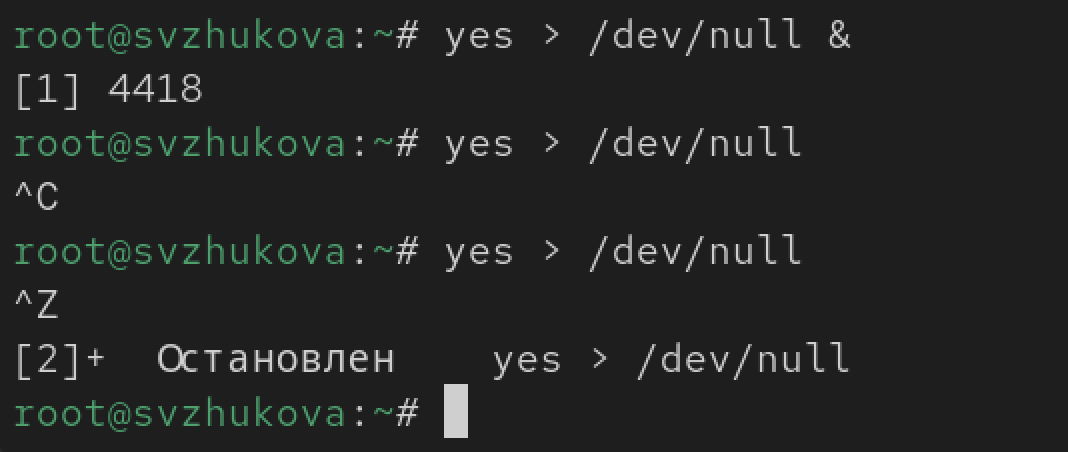 root@svzhukova:~# yes > /dev/null &
[1] 4418
root@svzhukova:~# yes > /dev/null
^C
root@svzhukova:~# yes > /dev/null
^Z
[2]+  Остановлен    yes > /dev/null
root@svzhukova:~#